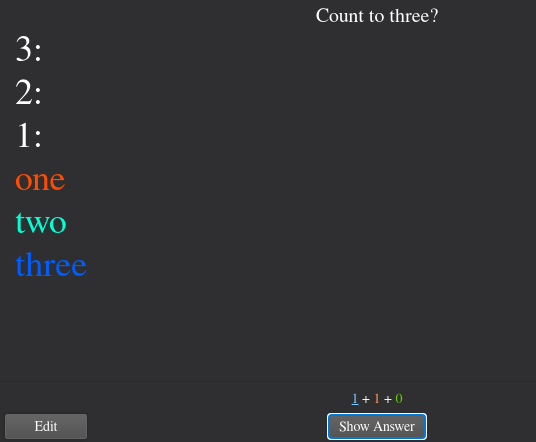 Count to three?
3:
2:
1:
one
two
three
1 + 1 + 0
Edit
Show Answer